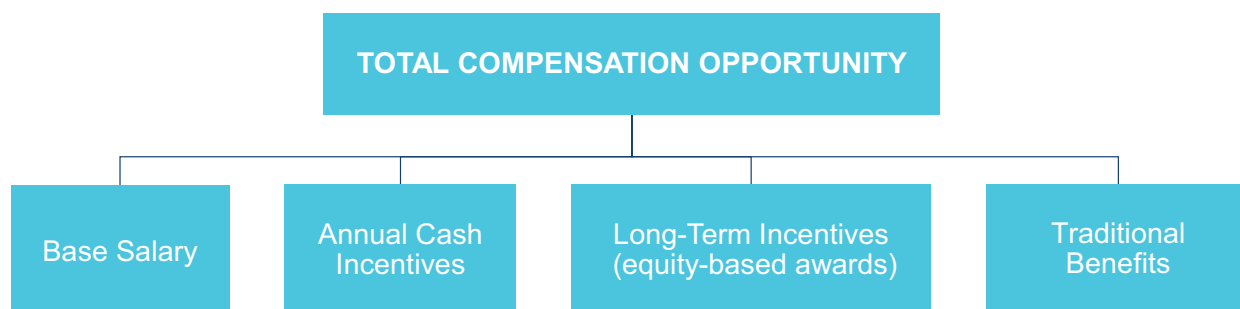 TOTAL COMPENSATION OPPORTUNITY
Base Salary
Annual Cash
Incentives
Long-Term Incentives
(equity-based awards)
Traditional
Benefits